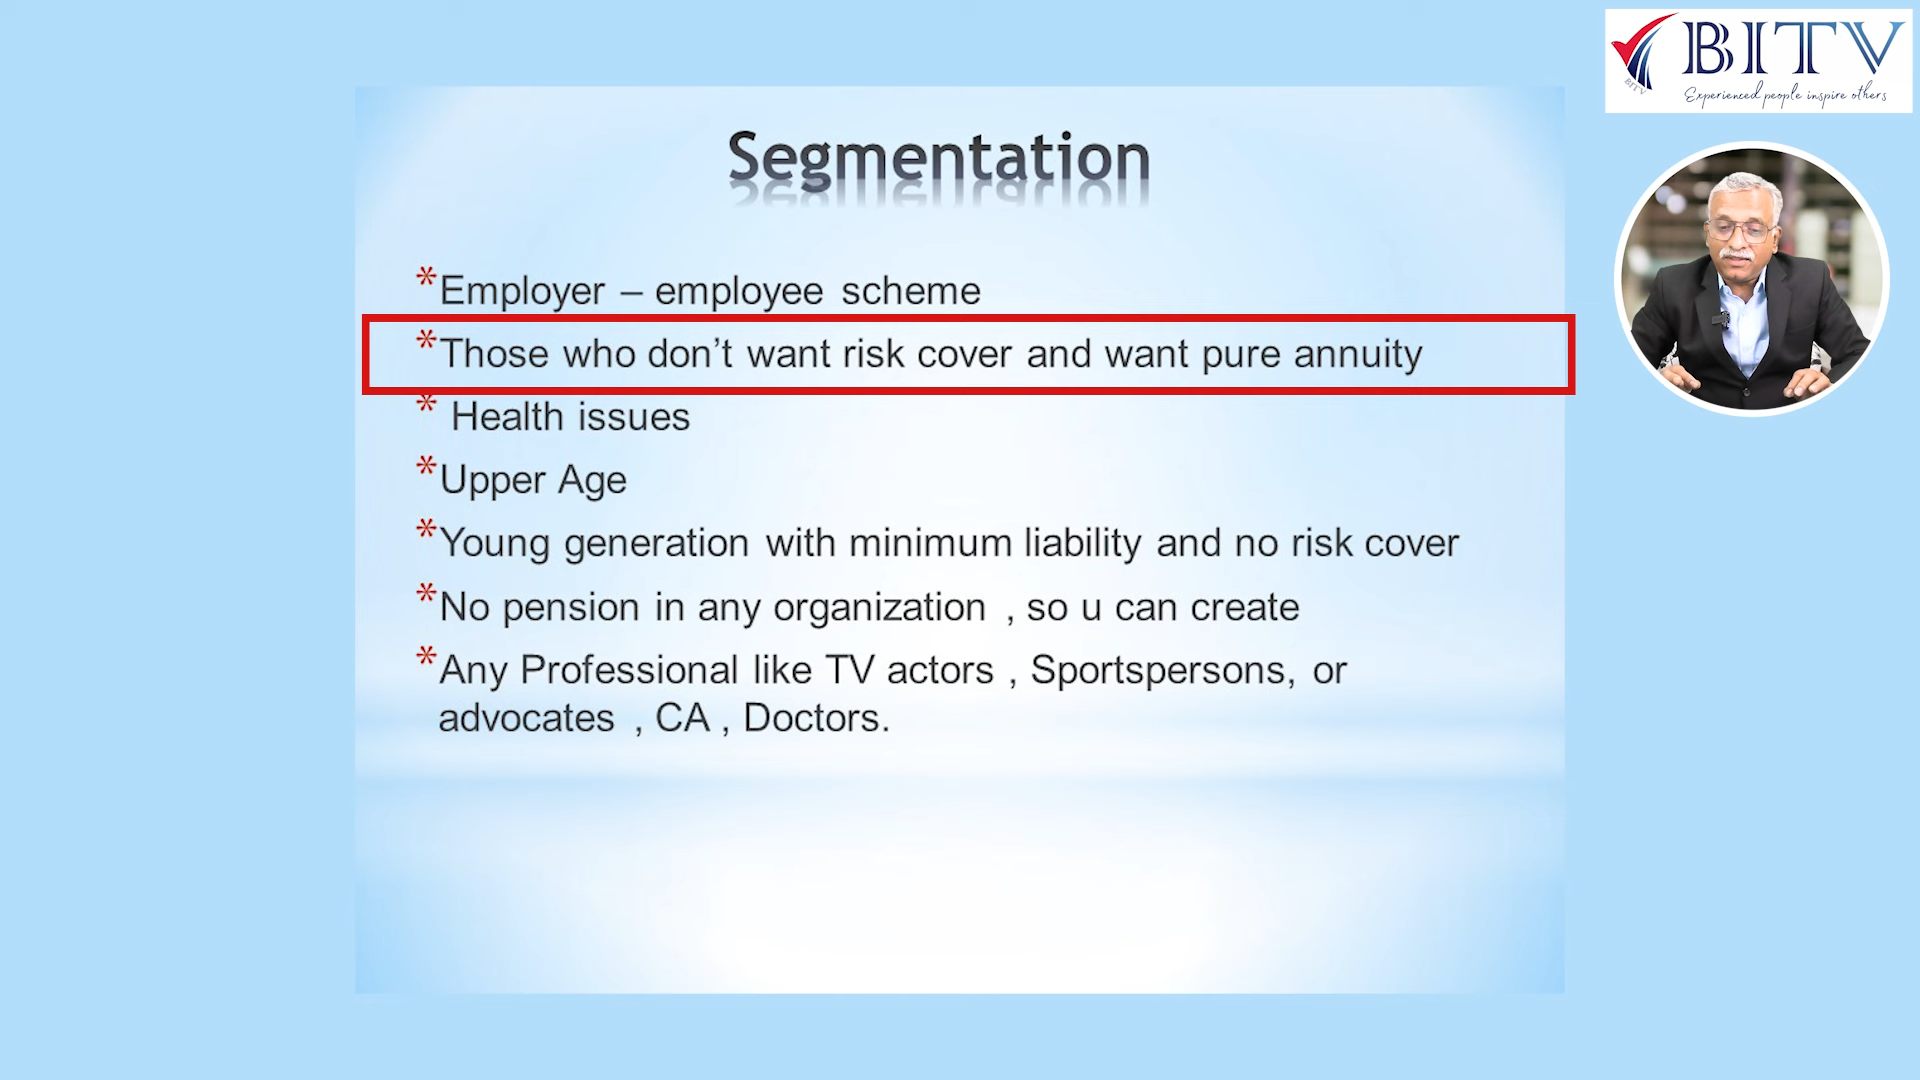 BITV
Experienced people inspire others
BITV
Segmentation
*Employer – employee scheme
*Those who don’t want risk cover and want pure annuity
* Health issues
*Upper Age
*Young generation with minimum liability and no risk cover
*No pension in any organization , so u can create
*Any Professional like TV actors , Sportspersons, or
advocates , CA , Doctors.